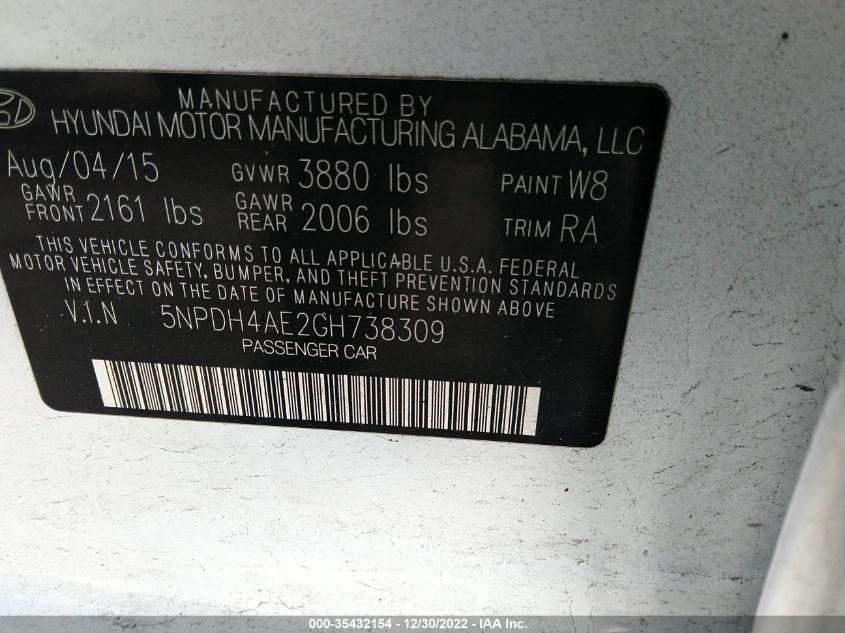 MANUFACTURED BY
HYUNDAI MOTOR MANUFACTURING ALABAMA, LLC
Aug/04/15 GVWR 3880 lbs PAINT W8
GAWR FRONT 2161 lbs GAWR REAR 2006 lbs TRIM RA
THIS VEHICLE CONFORMS TO ALL APPLICABLE U.S.A. FEDERAL
MOTOR VEHICLE SAFETY, BUMPER, AND THEFT PREVENTION STANDARDS
IN EFFECT ON THE DATE OF MANUFACTURE SHOWN ABOVE
V.I.N 5NPDH4AE2GH738309
PASSENGER CAR
000-35432154 - 12/30/2022 - IAA Inc.